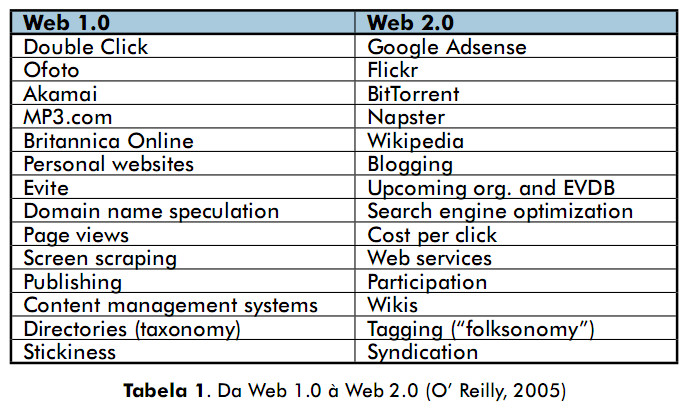 Web 1.0 Web 2.0
Double Click Google Adsense
Ofoto Flickr
Akamai BitTorrent
MP3.com Napster
Britannica Online Wikipedia
Personal websites Blogging
Evite Upcoming org. and EVDB
Domain name speculation Search engine optimization
Page views Cost per click
Screen scraping Web services
Publishing Participation
Content management systems Wikis
Directories (taxonomy) Tagging (“folksonomy”)
Stickiness Syndication
Tabela 1. Da Web 1.0 à Web 2.0 (O’ Reilly, 2005)